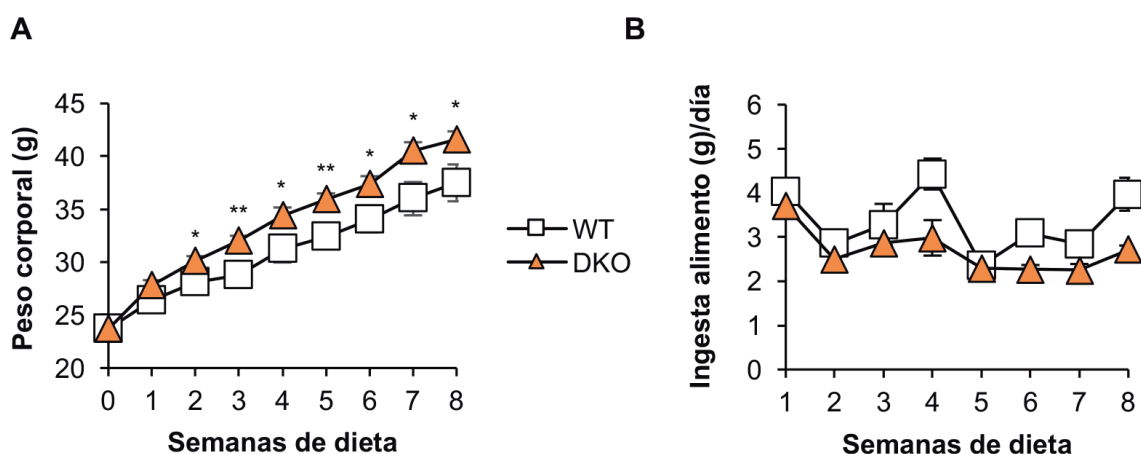 A
Peso corporal (g)
45
40
35
30
25
20
*
**
*
**
*
*
*
0 1 2 3 4 5 6 7 8
Semanas de dieta
WT
DKO
B
Ingesta alimento (g)/día
6
5
4
3
2
1
0
1 2 3 4 5 6 7 8
Semanas de dieta